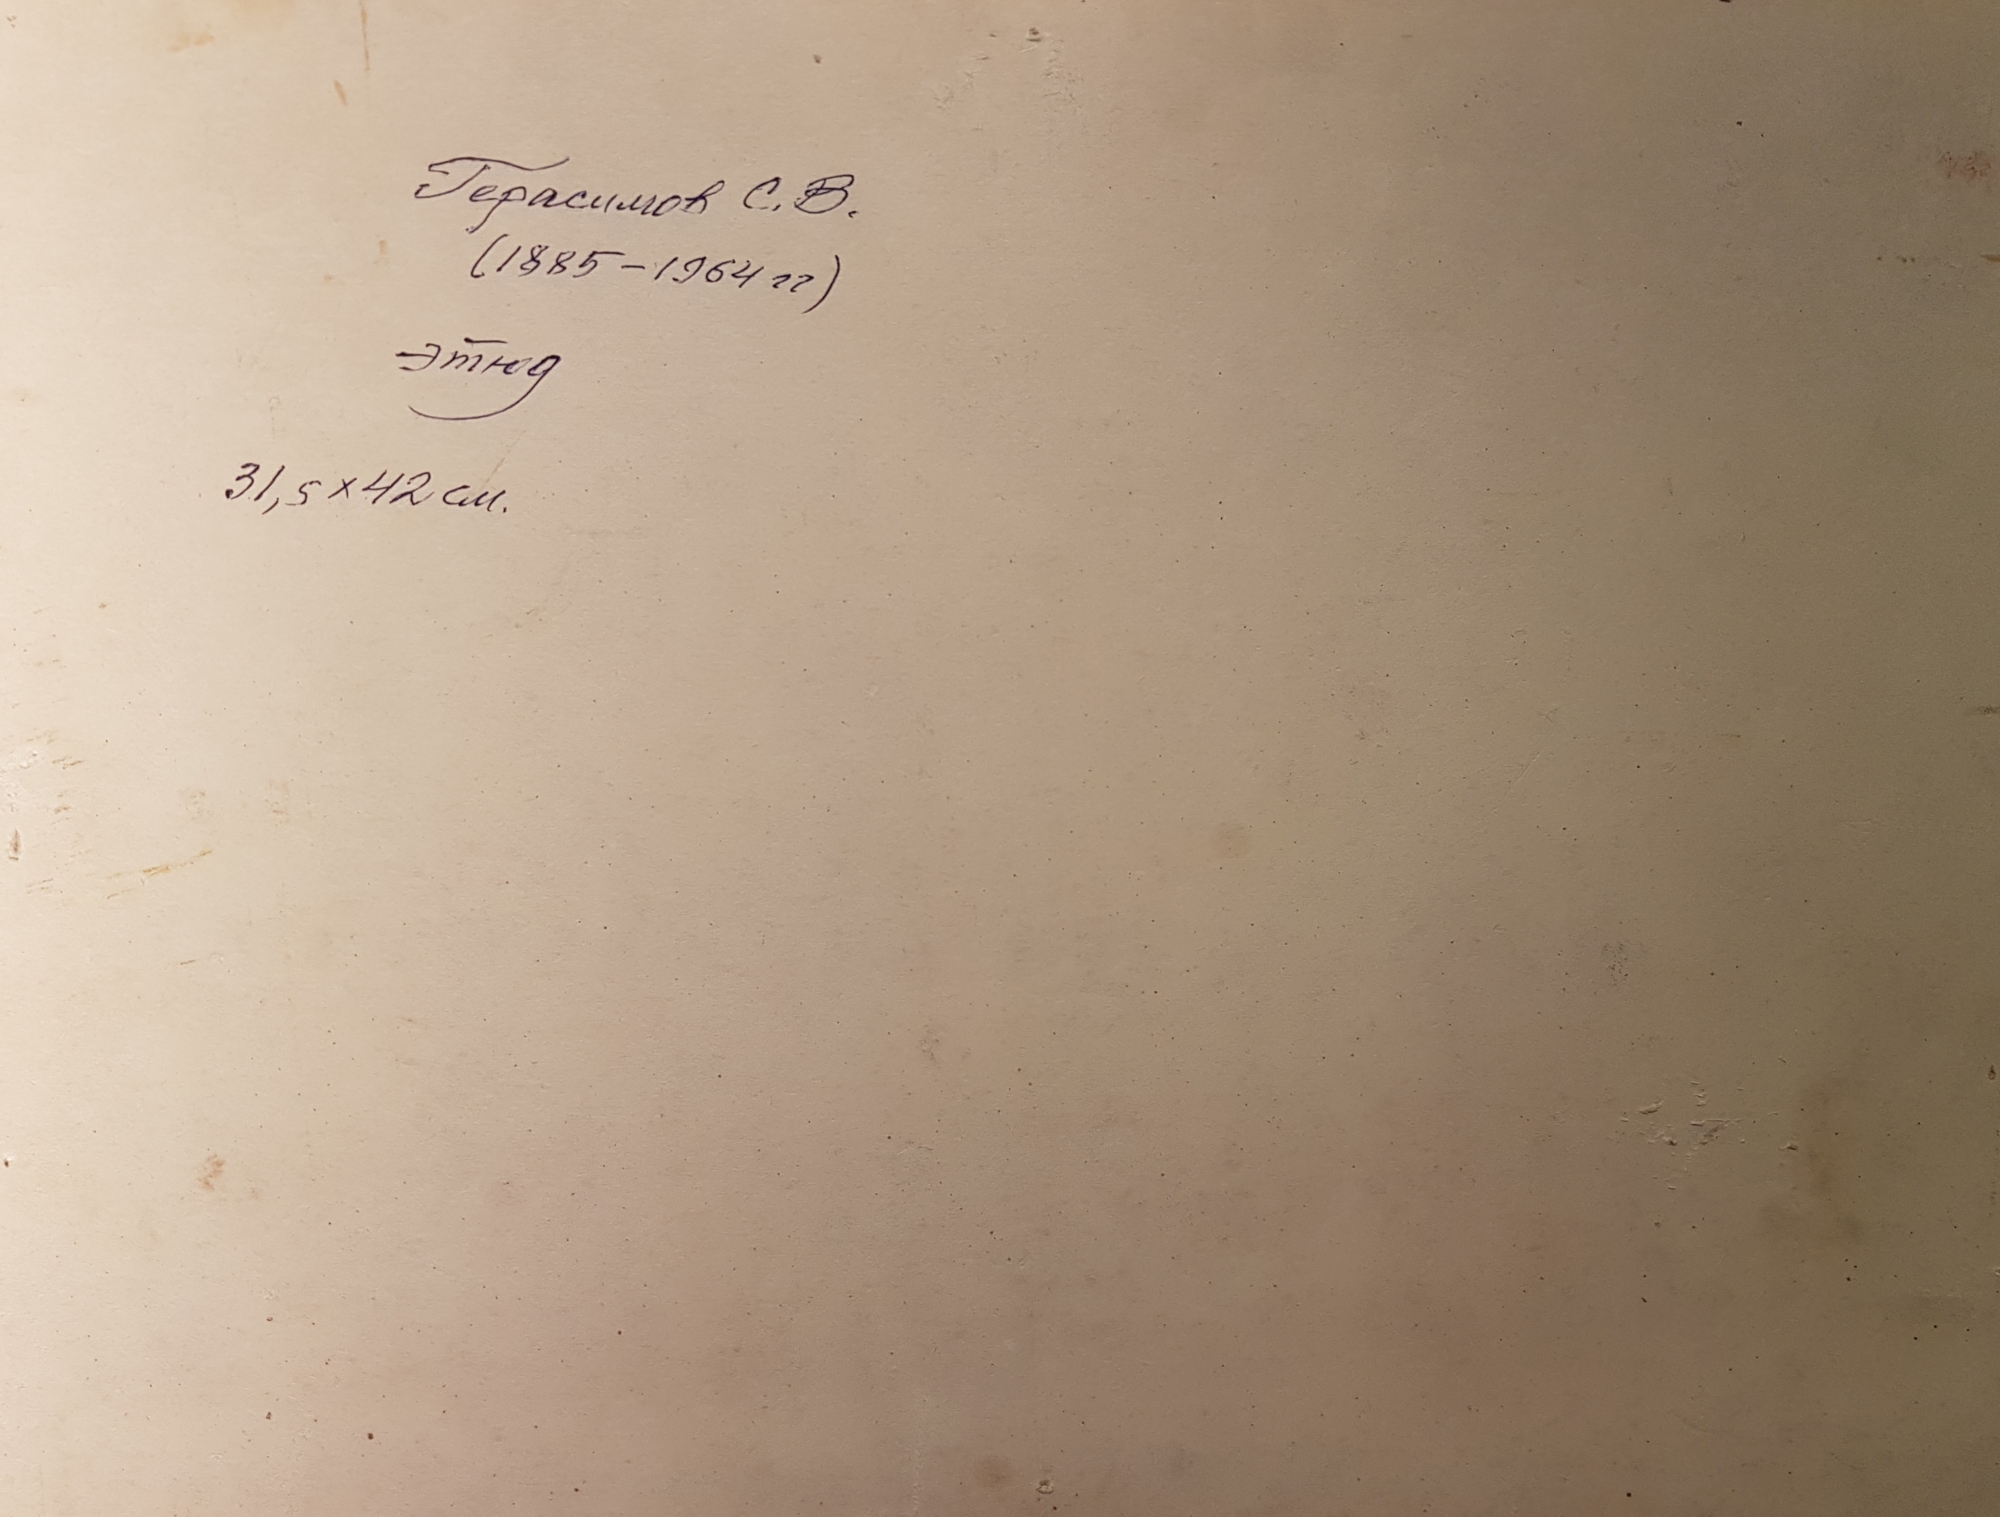 Герасимов С.В.
(1885-1964 гг)
этюд
31,5×42 см.